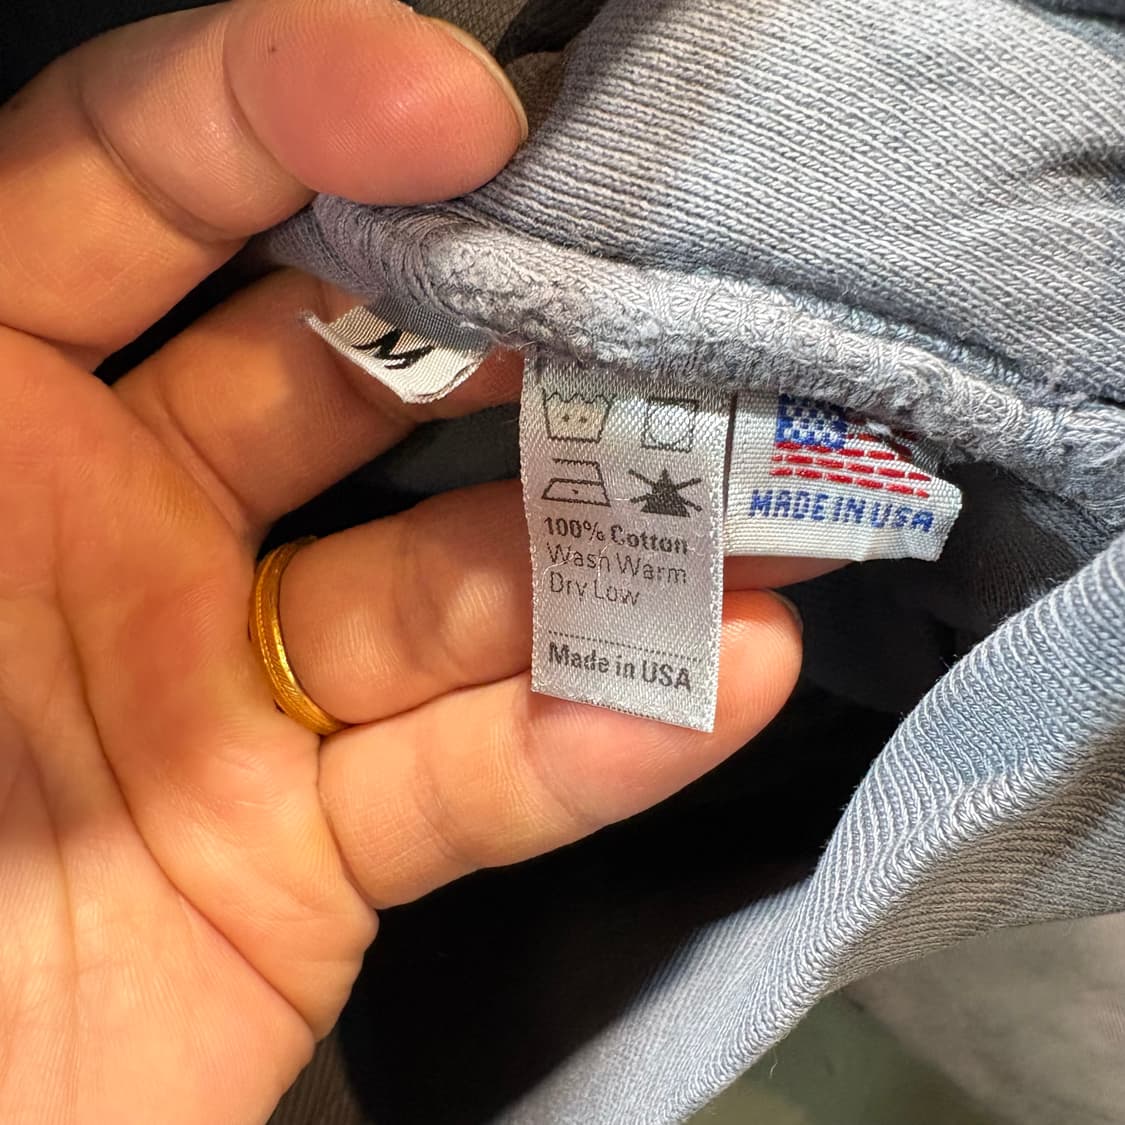 M
100% Cotton
Wash Warm
Dry Low
Made in USA
MADE IN USA